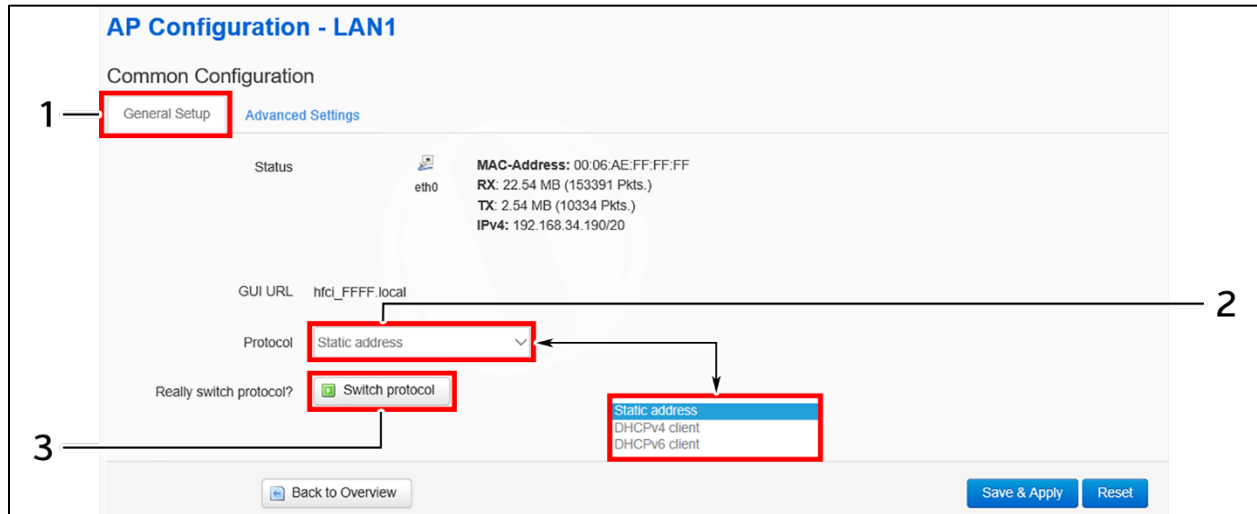 AP Configuration - LAN1
Common Configuration
1
General Setup
Advanced Settings
Status
eth0
MAC-Address: 00:06:AE:FF:FF:FF
RX: 22.54 MB (153391 Pkts.)
TX: 2.54 MB (10334 Pkts.)
IPv4: 192.168.34.190/20
GUI URL hfci_FFFF.local
2
Protocol Static address
Really switch protocol? Switch protocol
Static address
DHCPv4 client
DHCPv6 client
3
Back to Overview Save & Apply Reset